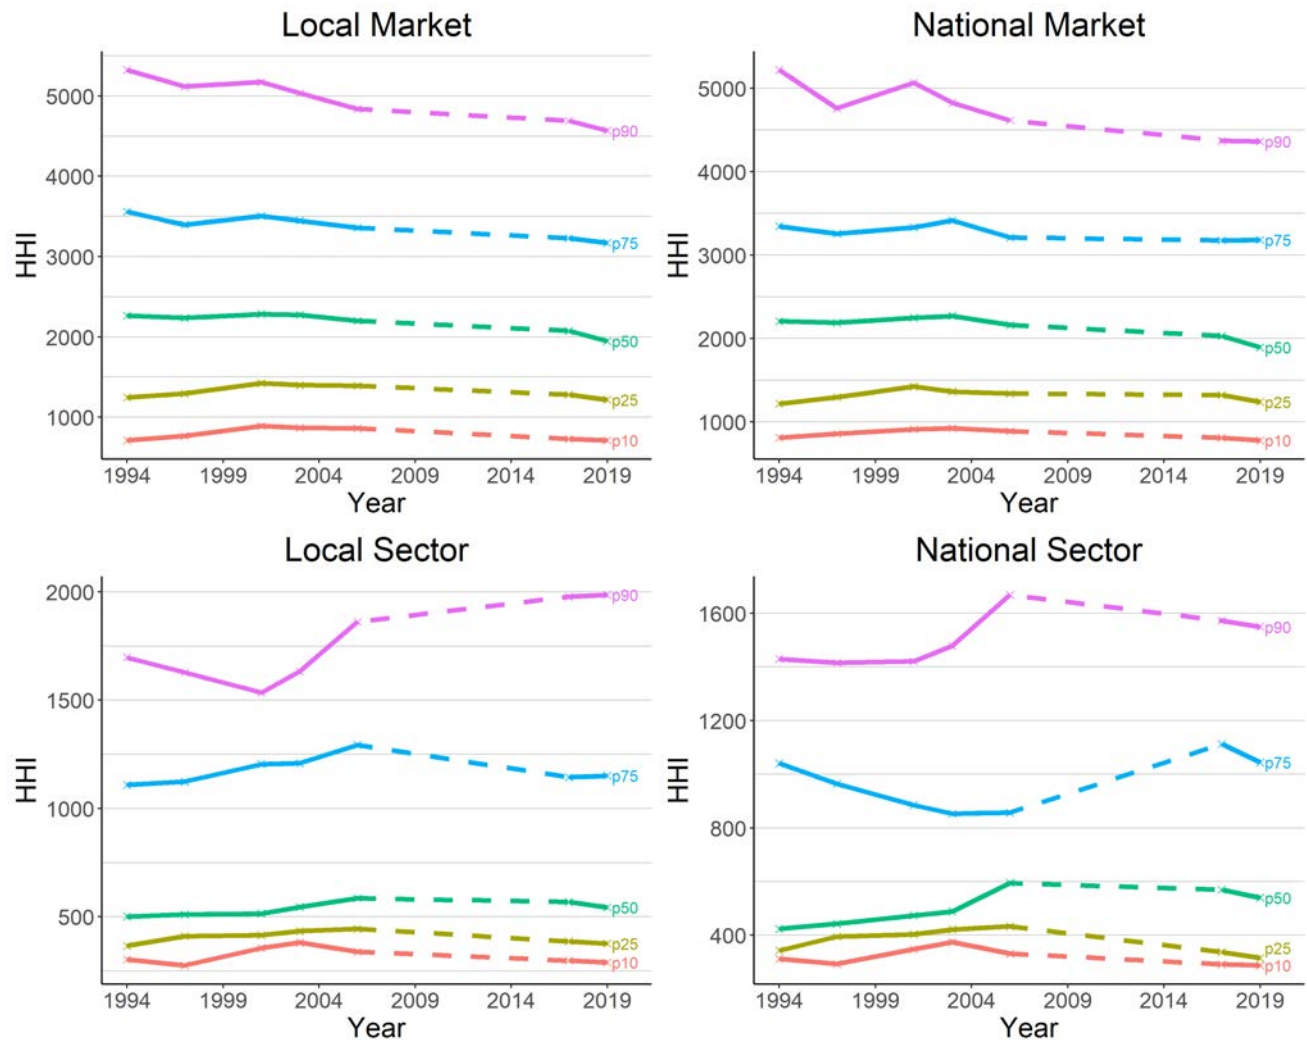 Local Market
HHI
5000
4000
3000
2000
1000
p90
p75
p50
p25
p10
1994 1999 2004 2009 2014 2019
Year
National Market
HHI
5000
4000
3000
2000
1000
p90
p75
p50
p25
p10
1994 1999 2004 2009 2014 2019
Year
Local Sector
HHI
2000
1500
1000
500
p90
p75
p50
p25
p10
1994 1999 2004 2009 2014 2019
Year
National Sector
HHI
1600
1200
800
400
p90
p75
p50
p25
p10
1994 1999 2004 2009 2014 2019
Year